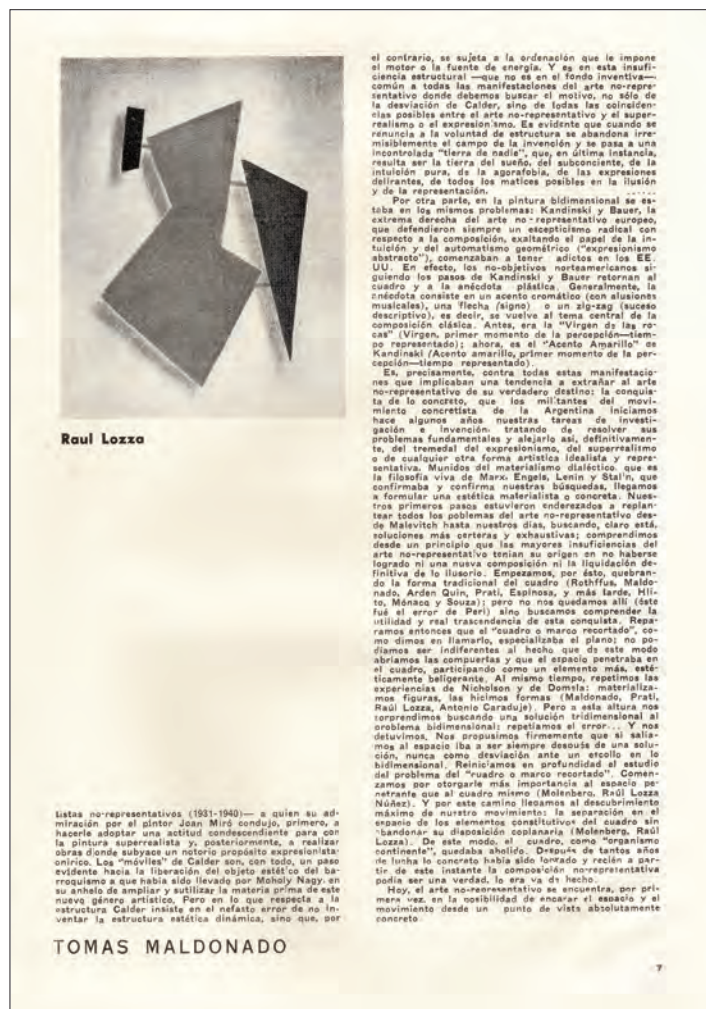 Raul Lozza
listas no-representativos (1931-1940)— a quien su ad-
miración por el pintor Joan Miró condujo, primero, a
hacerle adoptar una actitud condescendiente para con
la pintura superrealista y, posteriormente, a realizar
obras donde subyace un notorio propósito expresionista-
onírico. Los "móviles" de Calder son, con todo, un paso
evidente hacia la liberación del objeto estético del ba-
rroquismo a que había sido llevado por Moholy Nagy, en
su anhelo de ampliar y sutilizar la materia prima de este
nuevo género artístico. Pero en lo que respecta a la
estructura Calder insiste en el nefasto error de no in-
ventar la estructura estética dinámica, sino que, por
el contrario, se sujeta a la ordenación que le impone
el motor o la fuente de energía. Y es en esta insufi-
ciencia estructural —que no es en el fondo inventiva—
común a todas las manifestaciones del arte no-repre-
sentativo donde debemos buscar el motivo, no sólo de
la desviación de Calder, sino de todas las coinciden-
cias posibles entre el arte no-representativo y el super-
realismo o el expresionismo. Es evidente que cuando se
renuncia a la voluntad de estructura se abandona irre-
misiblemente el campo de la invención y se pasa a una
incontrolada "tierra de nadie", que, en última instancia,
resulta ser la tierra del sueño, del subconciente, de la
intuición pura, de la agorafobia, de las expresiones
delirantes, de todos los matices posibles en la ilusión
y de la representación. ......
Por otra parte, en la pintura bidimensional se es-
taba en los mismos problemas: Kandinski y Bauer, la
extrema derecha del arte no-representativo europeo,
que defendieron siempre un escepticismo radical con
respecto a la composición, exaltando el papel de la in-
tuición y del automatismo geométrico ("expresionismo
abstracto"), comenzaban a tener adictos en los EE.
UU. En efecto, los no-objetivos norteamericanos si-
guiendo los pasos de Kandinski y Bauer retornan al
cuadro y a la anécdota plástica. Generalmente, la
anécdota consiste en un acento cromático (con alusiones
musicales), una flecha (signo) o un zig-zag (suceso
descriptivo), es decir, se vuelve al tema central de la
composición clásica. Antes, era la "Virgen de las ro-
cas" (Virgen, primer momento de la percepción—tiem-
po representado); ahora, es el "Acento Amarillo" de
Kandinski (Acento amarillo, primer momento de la per-
cepción—tiempo representado).
Es, precisamente, contra todas estas manifestacio-
nes que implicaban una tendencia a extrañar al arte
no-representativo de su verdadero destino: la conquis-
ta de lo concreto, que los militantes del movi-
miento concretista de la Argentina iniciamos
hace algunos años nuestras tareas de investi-
gación e invención tratando de resolver sus
problemas fundamentales y alejarlo así, definitivamen-
te, del tremedal del expresionismo, del superrealismo
o de cualquier otra forma artística idealista y repre-
sentativa. Munidos del materialismo dialéctico, que es
la filosofía viva de Marx, Engels, Lenin y Stalin, que
confirmaba y confirma nuestras búsquedas, llegamos
a formular una estética materialista o concreta. Nues-
tros primeros pasos estuvieron enderezados a replan-
tear todos los poblemas del arte no-representativo des-
de Malevitch hasta nuestros días, buscando, claro está,
soluciones más certeras y exhaustivas; comprendimos
desde un principio que las mayores insuficiencias del
arte no-representativo tenían su origen en no haberse
logrado ni una nueva composición ni la liquidación de-
finitiva de lo ilusorio. Empezamos, por ésto, quebran-
do la forma tradicional del cuadro (Rothffus, Maldo-
nado, Arden Quin, Prati, Espinosa, y más tarde, Hli-
to, Mónaco y Souza); pero no nos quedamos allí (éste
fué el error de Peri) sino buscamos comprender la
utilidad y real trascendencia de esta conquista. Repa-
ramos entonces que el "cuadro o marco recortado", co-
mo dimos en llamarlo, especializaba el plano; no po-
díamos ser indiferentes al hecho que de este modo
abríamos las compuertas y que el espacio penetraba en
el cuadro, participando como un elemento más, esté-
ticamente beligerante. Al mismo tiempo, repetimos las
experiencias de Nicholson y de Domela: materializa-
mos figuras, las hicimos formas (Maldonado, Prati,
Raúl Lozza, Antonio Caraduje). Pero a esta altura nos
sorprendimos buscando una solución tridimensional al
problema bidimensional: repetíamos el error... Y nos
detuvimos. Nos propusimos firmemente que si salía-
mos al espacio iba a ser siempre después de una solu-
ción, nunca como desviación ante un escollo en lo
bidimensional. Reiniciamos en profundidad el estudio
del problema del "cuadro o marco recortado". Comen-
zamos por otorgarle más importancia al espacio pe-
netrante que al cuadro mismo (Molenberg, Raúl Lozza
Núñez). Y por este camino llegamos al descubrimiento
máximo de nuestro movimiento: la separación en el
espacio de los elementos constitutivos del cuadro sin
abandonar su disposición coplanaria (Molenberg, Raúl
Lozza). De este modo, el cuadro, como "organismo
continente", quedaba abolido. Después de tantos años
de lucha lo concreto había sido logrado y recién a par-
tir de este instante la composición no-representativa
podía ser una verdad, lo era ya de hecho.
Hoy, el arte no-representativo se encuentra, por pri-
mera vez, en la posibilidad de encarar el espacio y el
movimiento desde un punto de vista absolutamente
concreto
TOMAS MALDONADO
7